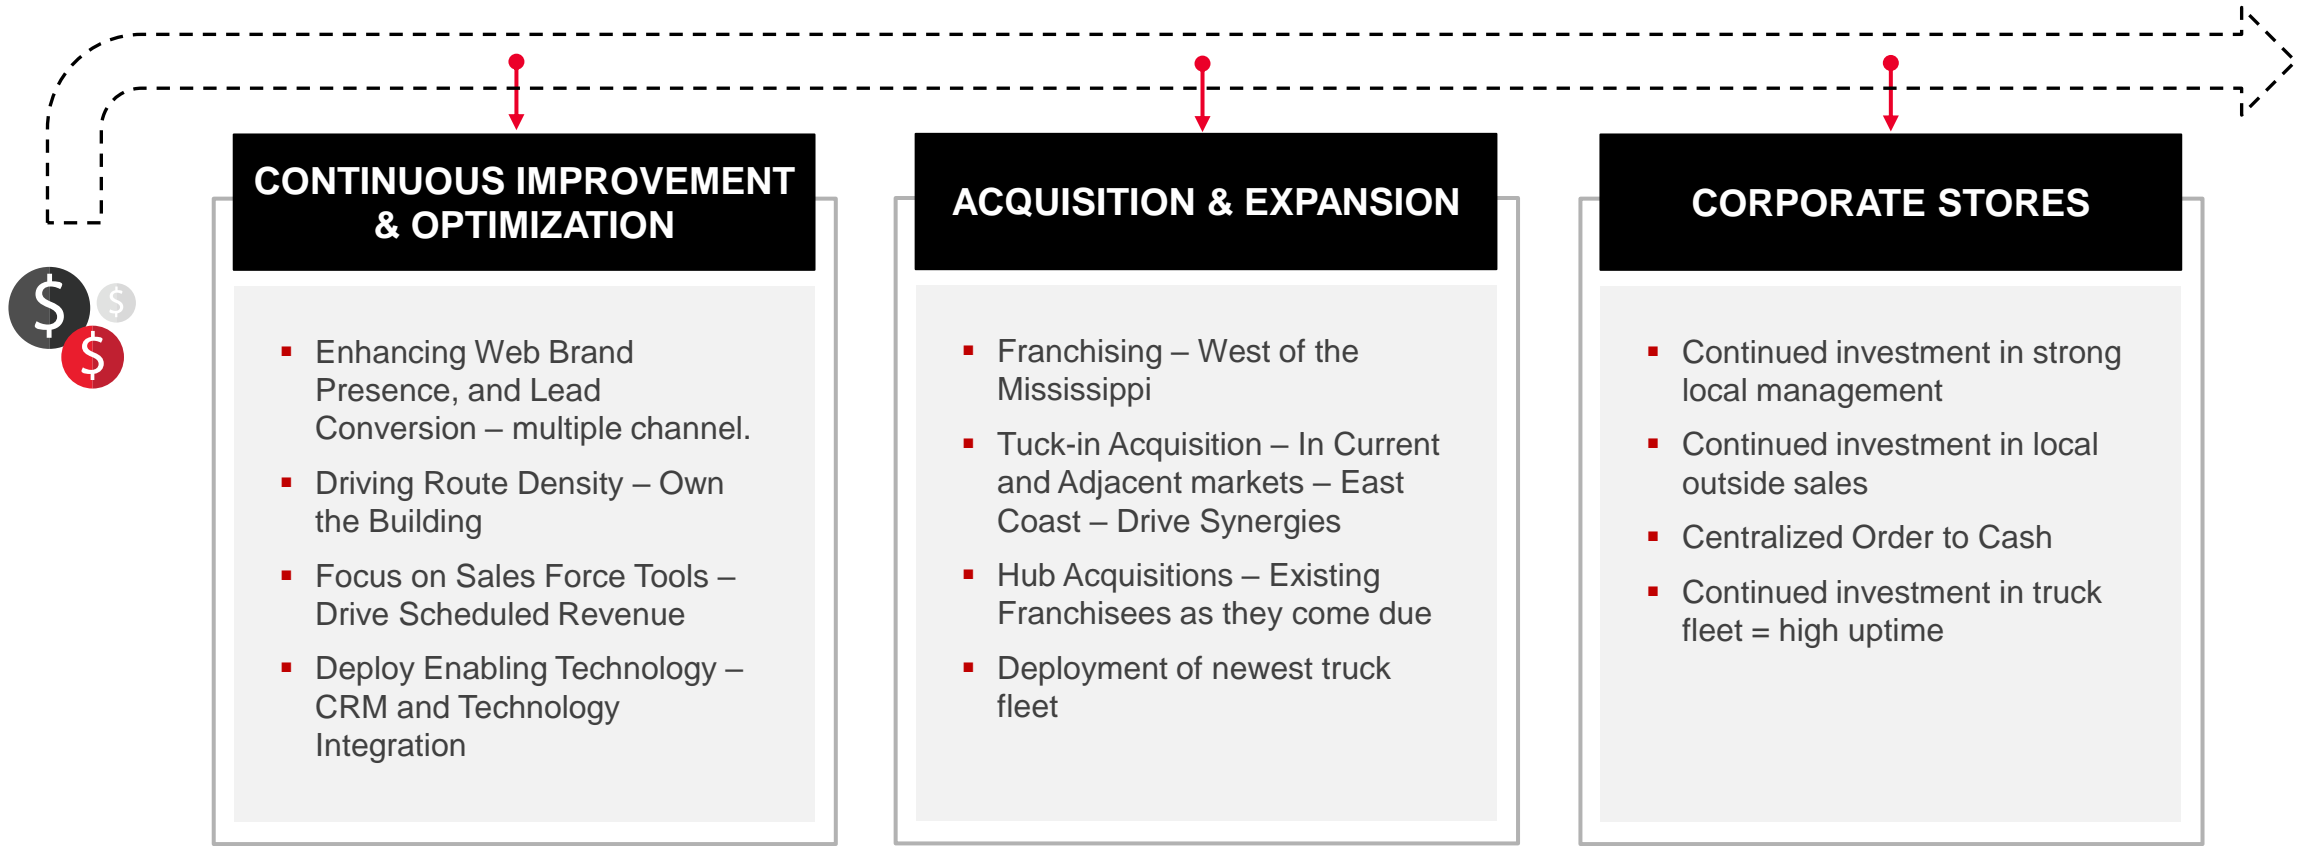 CONTINUOUS IMPROVEMENT
& OPTIMIZATION
▪ Enhancing Web Brand
Presence, and Lead
Conversion – multiple channel.
▪ Driving Route Density – Own
the Building
▪ Focus on Sales Force Tools –
Drive Scheduled Revenue
▪ Deploy Enabling Technology –
CRM and Technology
Integration
ACQUISITION & EXPANSION
▪ Franchising – West of the
Mississippi
▪ Tuck-in Acquisition – In Current
and Adjacent markets – East
Coast – Drive Synergies
▪ Hub Acquisitions – Existing
Franchisees as they come due
▪ Deployment of newest truck
fleet
CORPORATE STORES
▪ Continued investment in strong
local management
▪ Continued investment in local
outside sales
▪ Centralized Order to Cash
▪ Continued investment in truck
fleet = high uptime
$
$
$